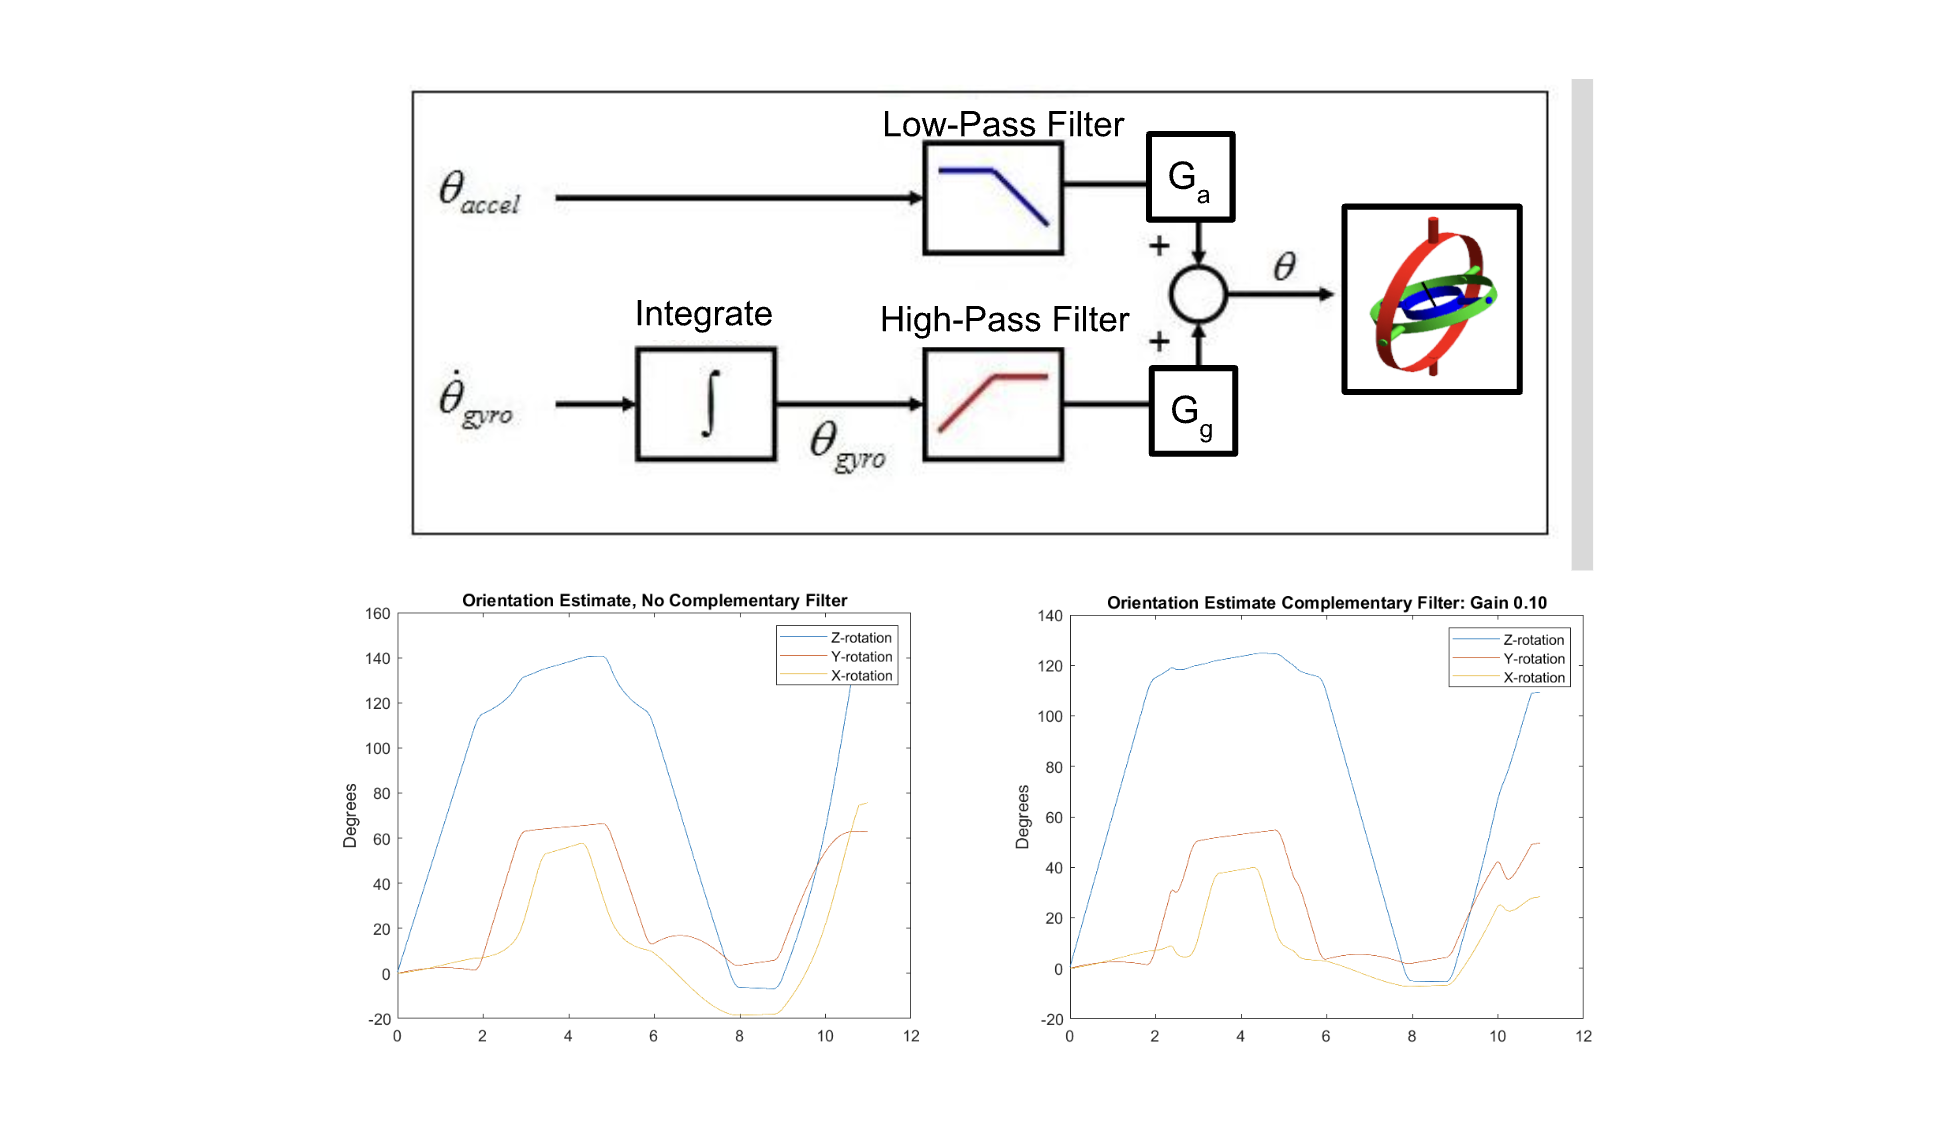 Low-Pass Filter
θaccel
Ga
+
θ
Integrate
High-Pass Filter
+
θ̇gyro
∫
θgyro
Gg
Orientation Estimate, No Complementary Filter
160
140
120
100
80
60
40
20
0
-20
Degrees
Z-rotation
Y-rotation
X-rotation
0 2 4 6 8 10 12
Orientation Estimate Complementary Filter: Gain 0.10
140
120
100
80
60
40
20
0
-20
Degrees
Z-rotation
Y-rotation
X-rotation
0 2 4 6 8 10 12